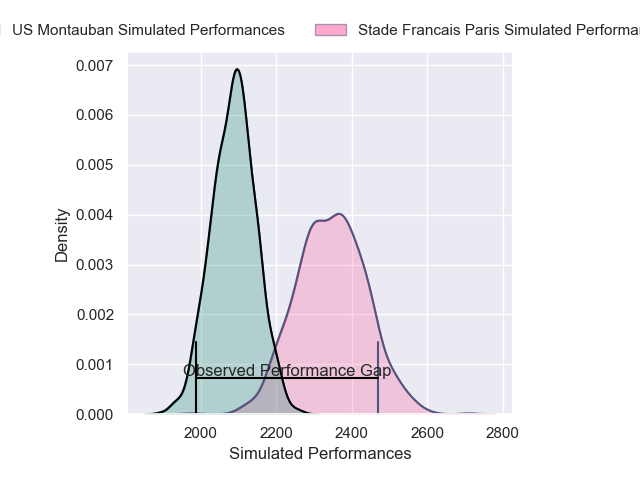 US Montauban Simulated Performances
Stade Francais Paris Simulated
0.007
0.006
0.005
0.004
0.003
0.002
0.001
0.000
Density
Observed Performance Gap
2000 2200 2400 2600 2800
Simulated Performances